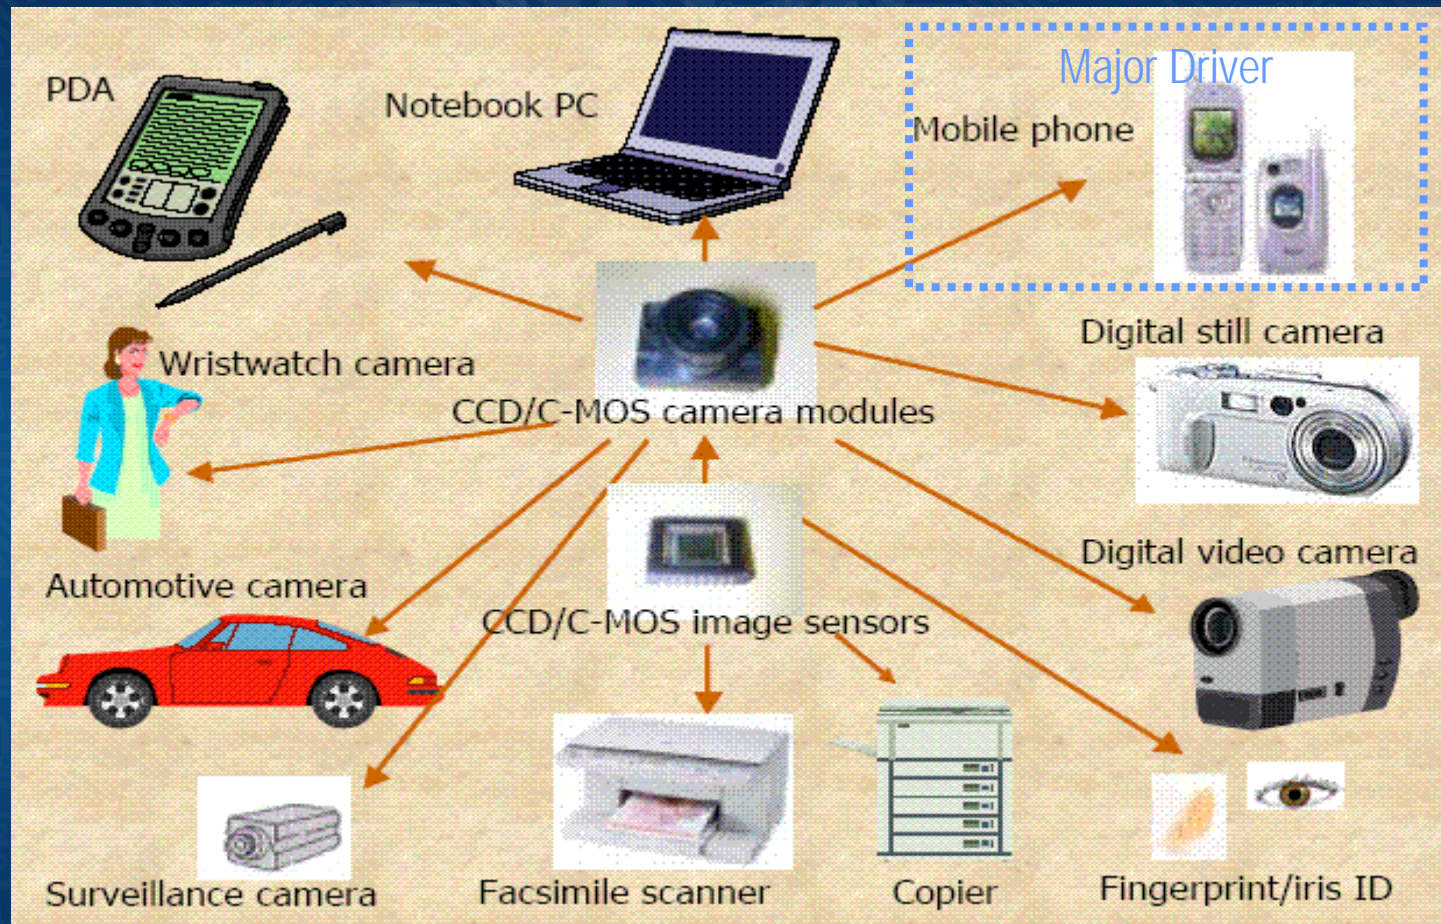 Major Driver
PDA
Notebook PC
Mobile phone
Digital still camera
Wristwatch camera
CCD/C-MOS camera modules
Digital video camera
Automotive camera
CCD/C-MOS image sensors
Surveillance camera
Facsimile scanner
Copier
Fingerprint/iris ID